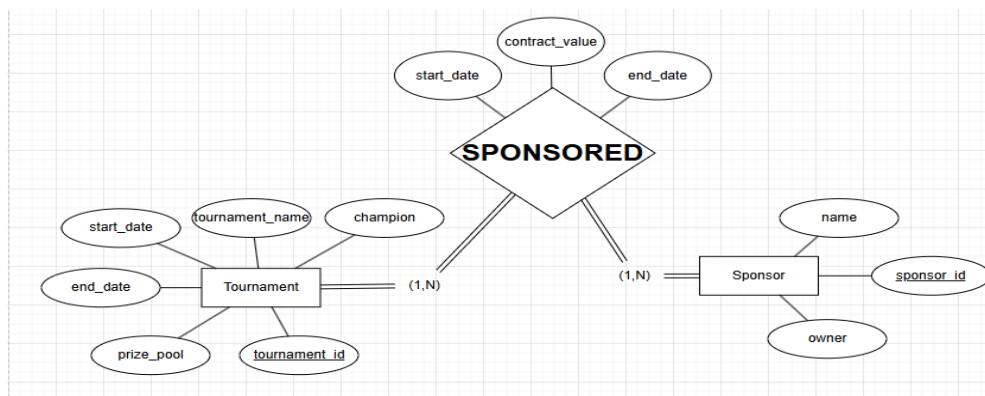 contract_value
start_date
end_date
SPONSORED
tournament_name
champion
start_date
name
end_date
Tournament
(1,N)
(1,N)
Sponsor
sponsor_id
prize_pool
tournament_id
owner